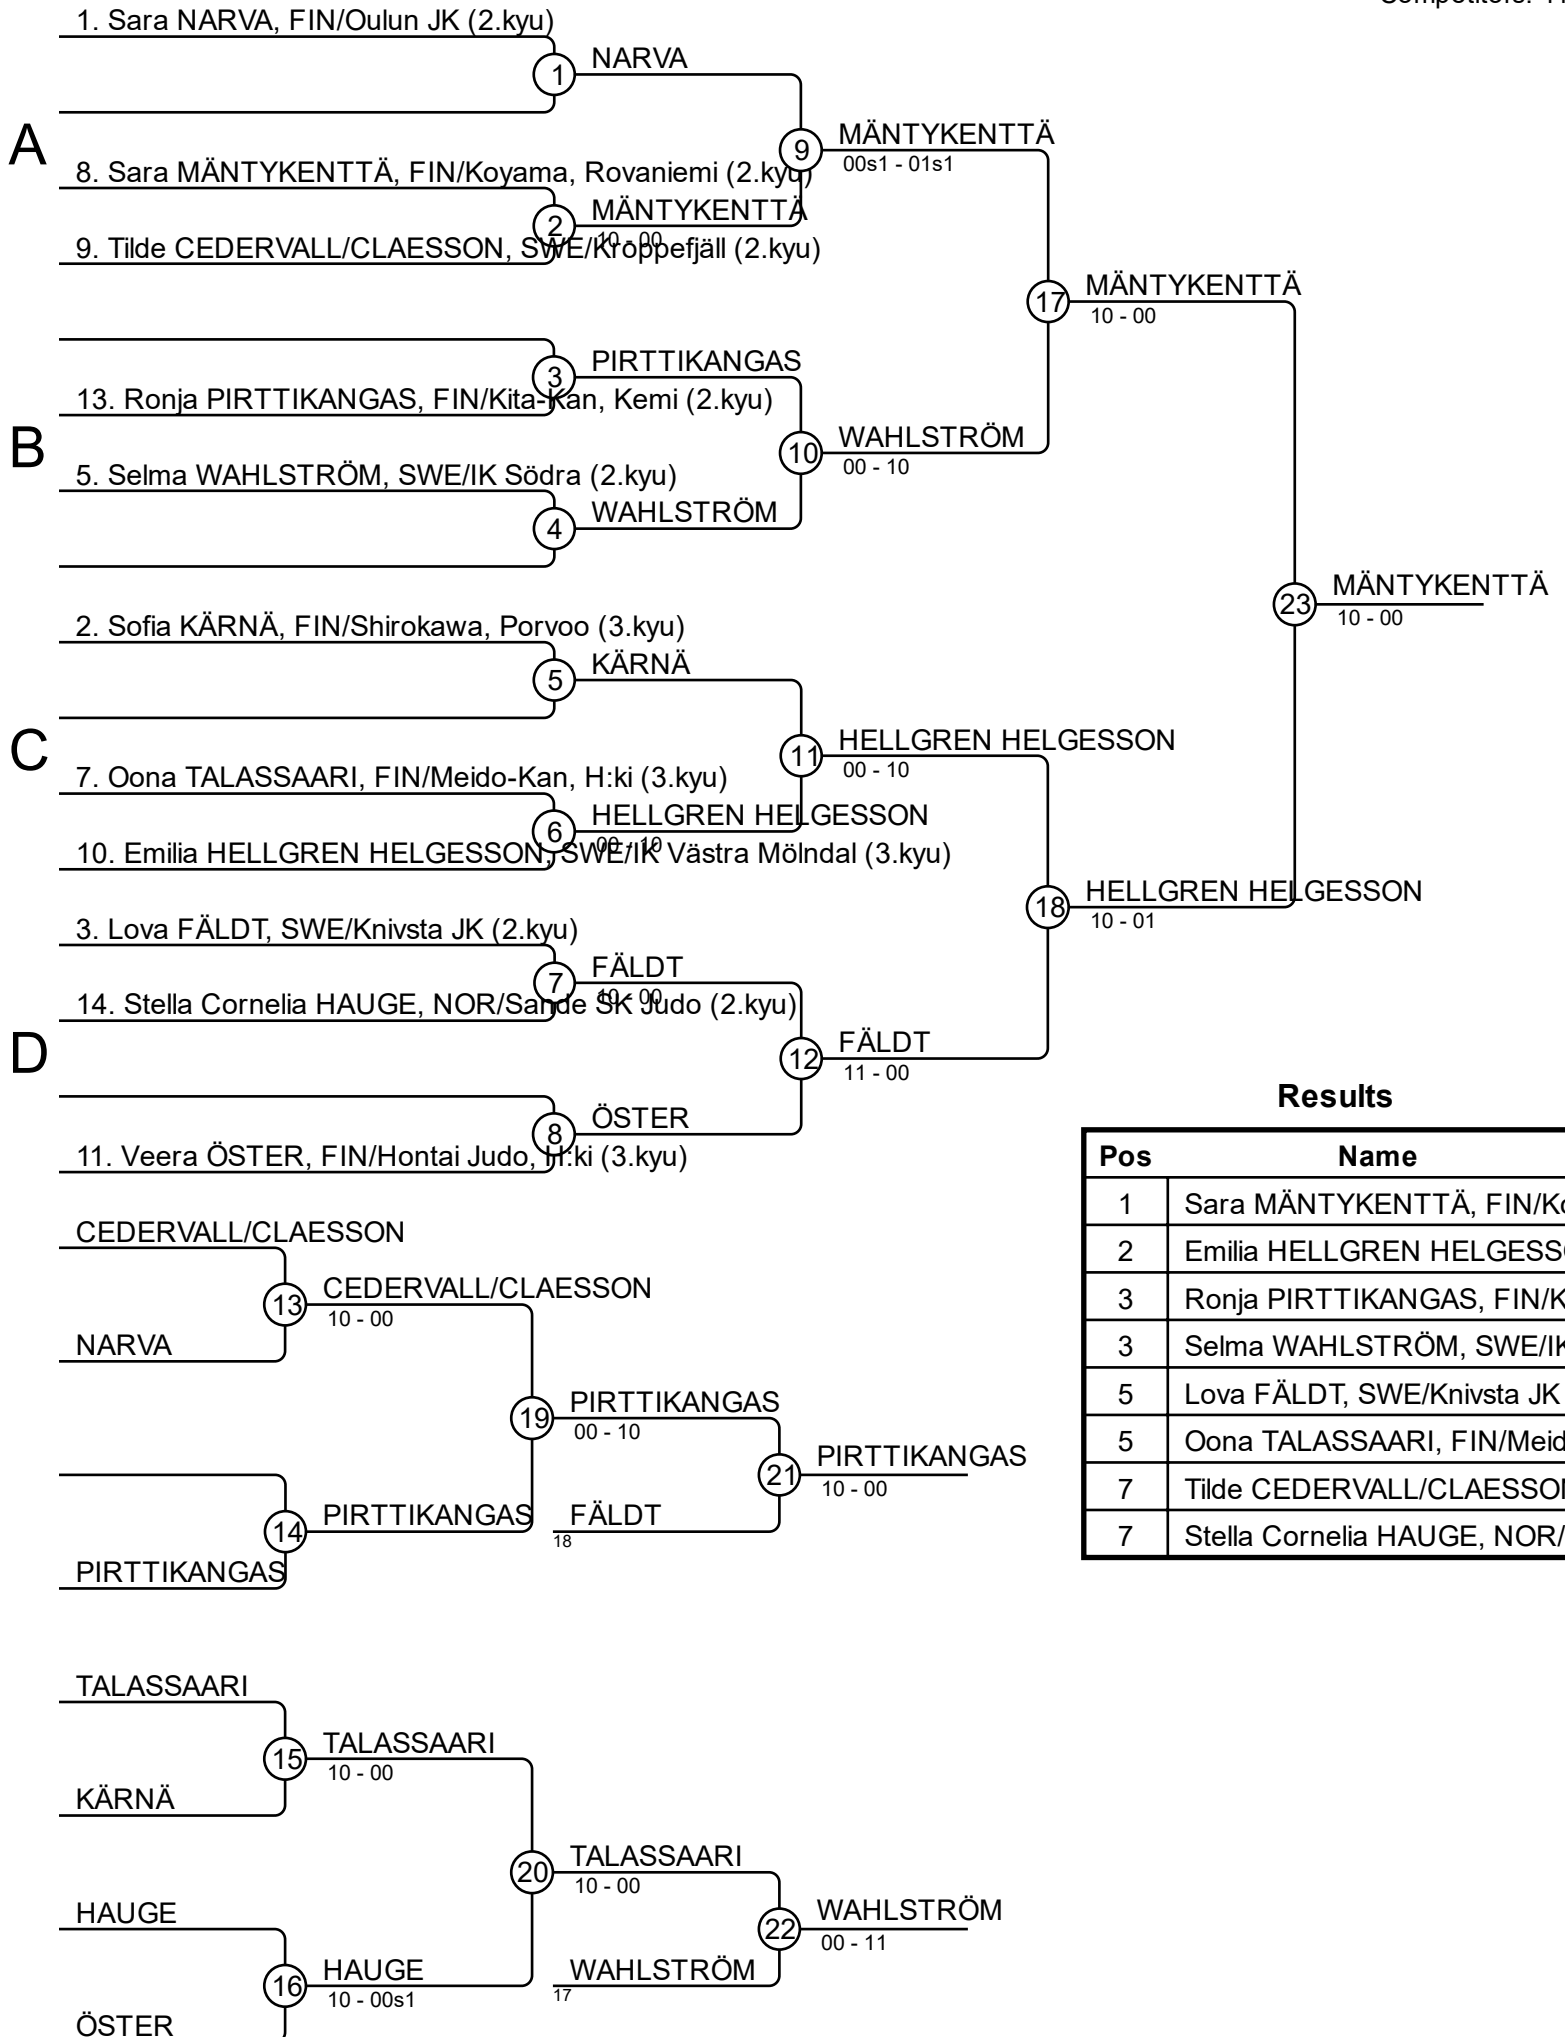 1. Sara NARVA, FIN/Oulun JK (2.kyu)
1
NARVA
A
9
MÄNTYKENTTÄ
00s1 - 01s1
8. Sara MÄNTYKENTTÄ, FIN/Koyama, Rovaniemi (2.kyu)
2
MÄNTYKENTTÄ
10 - 00
9. Tilde CEDERVALL/CLAESSON, SWE/Kroppefjäll (2.kyu)
17
MÄNTYKENTTÄ
10 - 00
3
PIRTTIKANGAS
13. Ronja PIRTTIKANGAS, FIN/Kita-Kan, Kemi (2.kyu)
B
10
WAHLSTRÖM
00 - 10
5. Selma WAHLSTRÖM, SWE/IK Södra (2.kyu)
4
WAHLSTRÖM
23
MÄNTYKENTTÄ
10 - 00
2. Sofia KÄRNÄ, FIN/Shirokawa, Porvoo (3.kyu)
5
KÄRNÄ
C
11
HELLGREN HELGESSON
00 - 10
7. Oona TALASSAARI, FIN/Meido-Kan, H:ki (3.kyu)
6
HELLGREN HELGESSON
00 - 10
10. Emilia HELLGREN HELGESSON, SWE/IK Västra Mölndal (3.kyu)
18
HELLGREN HELGESSON
10 - 01
3. Lova FÄLDT, SWE/Knivsta JK (2.kyu)
7
FÄLDT
10 - 00
14. Stella Cornelia HAUGE, NOR/Sande SK Judo (2.kyu)
D
12
FÄLDT
11 - 00
8
ÖSTER
11. Veera ÖSTER, FIN/Hontai Judo, H:ki (3.kyu)
Results
Pos Name
1 Sara MÄNTYKENTTÄ, FIN/Ko
2 Emilia HELLGREN HELGESSO
3 Ronja PIRTTIKANGAS, FIN/K
3 Selma WAHLSTRÖM, SWE/IK
5 Lova FÄLDT, SWE/Knivsta JK
5 Oona TALASSAARI, FIN/Meid
7 Tilde CEDERVALL/CLAESSON
7 Stella Cornelia HAUGE, NOR/
CEDERVALL/CLAESSON
13
CEDERVALL/CLAESSON
10 - 00
NARVA
19
PIRTTIKANGAS
00 - 10
21
PIRTTIKANGAS
10 - 00
14
PIRTTIKANGAS
FÄLDT
18
PIRTTIKANGAS
TALASSAARI
15
TALASSAARI
10 - 00
KÄRNÄ
20
TALASSAARI
10 - 00
HAUGE
22
WAHLSTRÖM
00 - 11
16
HAUGE
10 - 00s1
WAHLSTRÖM
17
ÖSTER